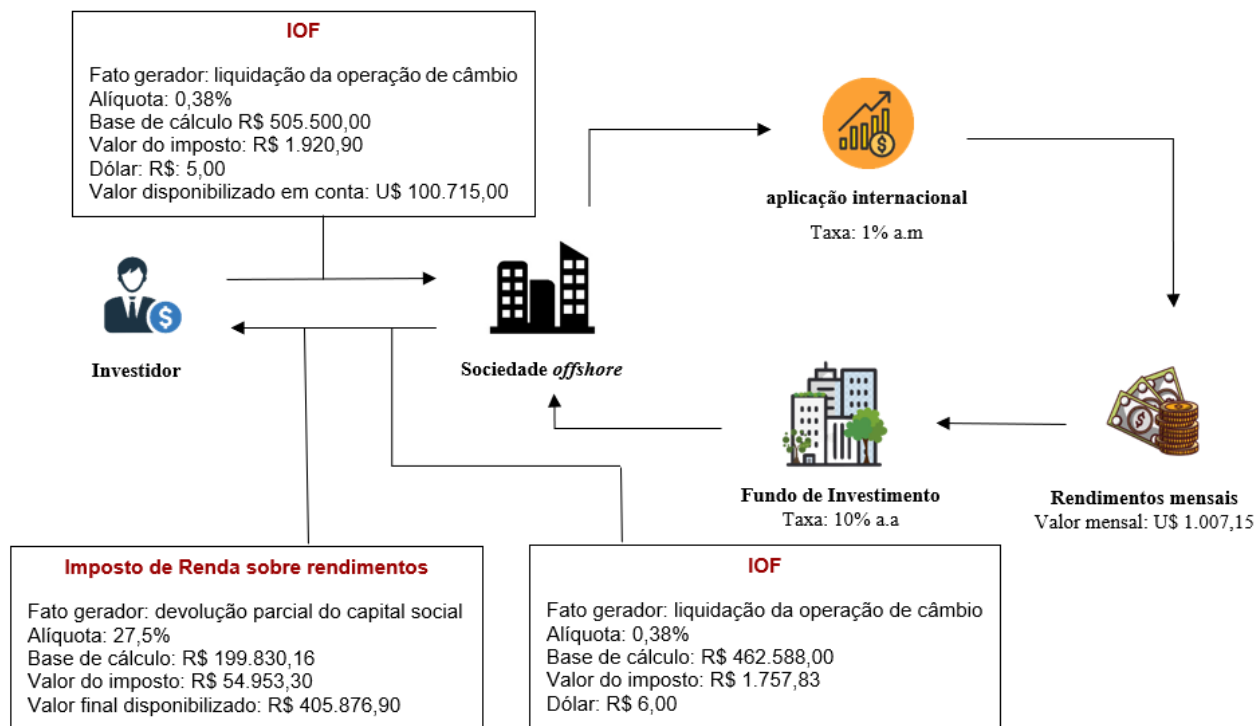 IOF
Fato gerador: liquidação da operação de câmbio
Alíquota: 0,38%
Base de cálculo R$ 505.500,00
Valor do imposto: R$ 1.920,90
Dólar: R$: 5,00
Valor disponibilizado em conta: U$ 100.715,00
aplicação internacional
Taxa: 1% a.m
Investidor
Sociedade offshore
Fundo de Investimento
Taxa: 10% a.a
Rendimentos mensais
Valor mensal: U$ 1.007,15
Imposto de Renda sobre rendimentos
Fato gerador: devolução parcial do capital social
Alíquota: 27,5%
Base de cálculo: R$ 199.830,16
Valor do imposto: R$ 54.953,30
Valor final disponibilizado: R$ 405.876,90
IOF
Fato gerador: liquidação da operação de câmbio
Alíquota: 0,38%
Base de cálculo: R$ 462.588,00
Valor do imposto: R$ 1.757,83
Dólar: R$ 6,00